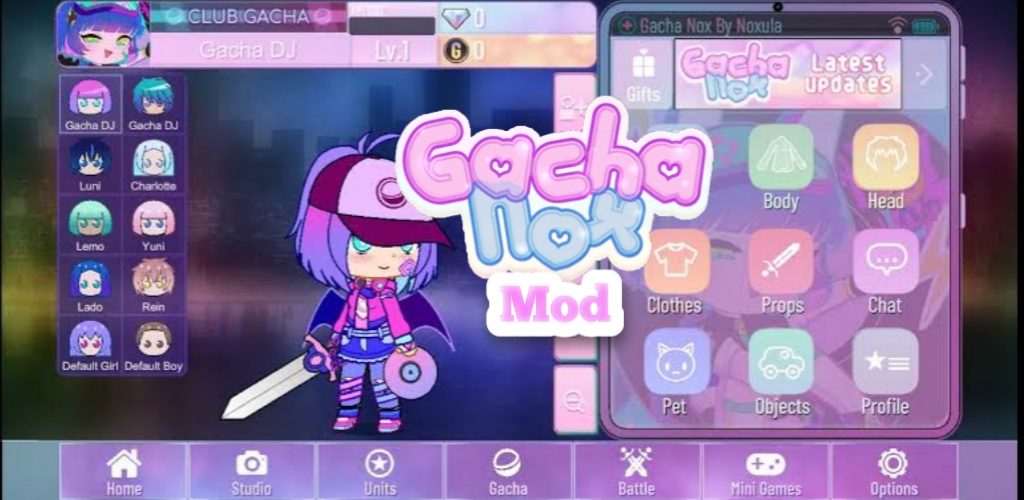 CLUB GACHA
0
Gacha DJ
Lv.1
G 0
Gacha Nox By Noxula
Gifts
Gacha
Nox
Latest
updates
Gacha DJ
Gacha DJ
Luni
Charlotte
Lemo
Yuni
Lado
Rein
Default Girl
Default Boy
Gacha
Nox
Mod
Body
Head
Clothes
Props
Chat
Pet
Objects
Profile
Home
Studio
Units
Gacha
Battle
Mini Games
Options